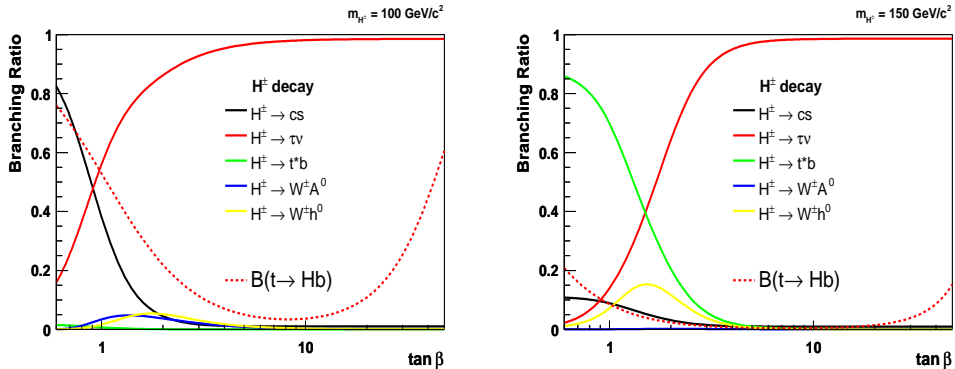 m_H± = 100 GeV/c²
Branching Ratio
1
0.8
0.6
0.4
0.2
0
H± decay
H± → cs
H± → τν
H± → t*b
H± → W±A⁰
H± → W±h⁰
B(t→ Hb)
1
10
tan β
m_H± = 150 GeV/c²
Branching Ratio
1
0.8
0.6
0.4
0.2
0
H± decay
H± → cs
H± → τν
H± → t*b
H± → W±A⁰
H± → W±h⁰
B(t→ Hb)
1
10
tan β